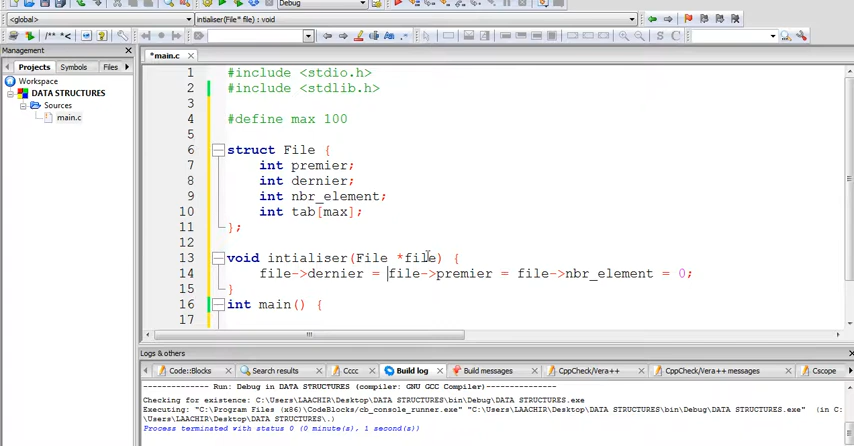 Debug
<global>
intialiser(File* file) : void
/** *<
S C
Aa
Management
Projects Symbols Files
*main.c
Workspace
DATA STRUCTURES
Sources
main.c
1 #include <stdio.h>
2 #include <stdlib.h>
3
4 #define max 100
5
6 struct File {
7 int premier;
8 int dernier;
9 int nbr_element;
10 int tab[max];
11 };
12
13 void intialiser(File *file) {
14 file->dernier = file->premier = file->nbr_element = 0;
15 }
16 int main() {
17
Logs & others
Code::Blocks Search results Cccc Build log Build messages CppCheck/Vera++ CppCheck/Vera++ messages Cscope
-------------- Run: Debug in DATA STRUCTURES (compiler: GNU GCC Compiler)---------------
Checking for existence: C:\Users\LAACHIR\Desktop\DATA STRUCTURES\bin\Debug\DATA STRUCTURES.exe
Executing: "C:\Program Files (x86)\CodeBlocks/cb_console_runner.exe" "C:\Users\LAACHIR\Desktop\DATA STRUCTURES\bin\Debug\DATA STRUCTURES.exe" (in C:
\Users\LAACHIR\Desktop\DATA STRUCTURES\.)
Process terminated with status 0 (0 minute(s), 1 second(s))